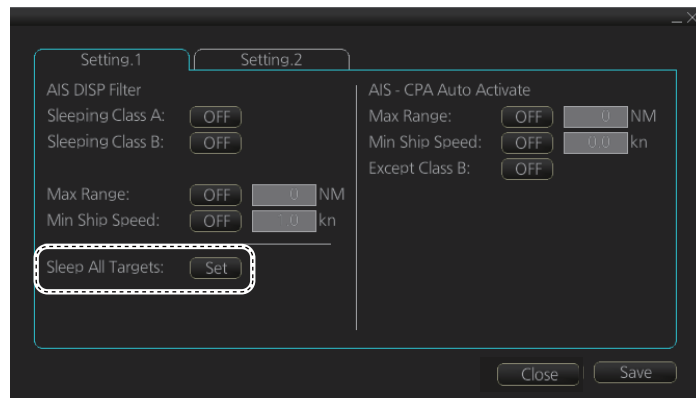 Setting.1
Setting.2
AIS DISP Filter
Sleeping Class A: OFF
Sleeping Class B: OFF
Max Range: OFF 0 NM
Min Ship Speed: OFF 1.0 kn
Sleep All Targets: Set
AIS - CPA Auto Activate
Max Range: OFF 0 NM
Min Ship Speed: OFF 0.0 kn
Except Class B: OFF
Close
Save